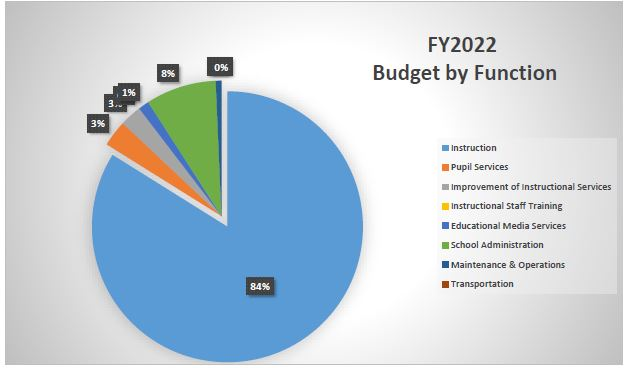 FY2022
Budget by Function
8%
0%
1%
3%
3%
84%
Instruction
Pupil Services
Improvement of Instructional Services
Instructional Staff Training
Educational Media Services
School Administration
Maintenance & Operations
Transportation